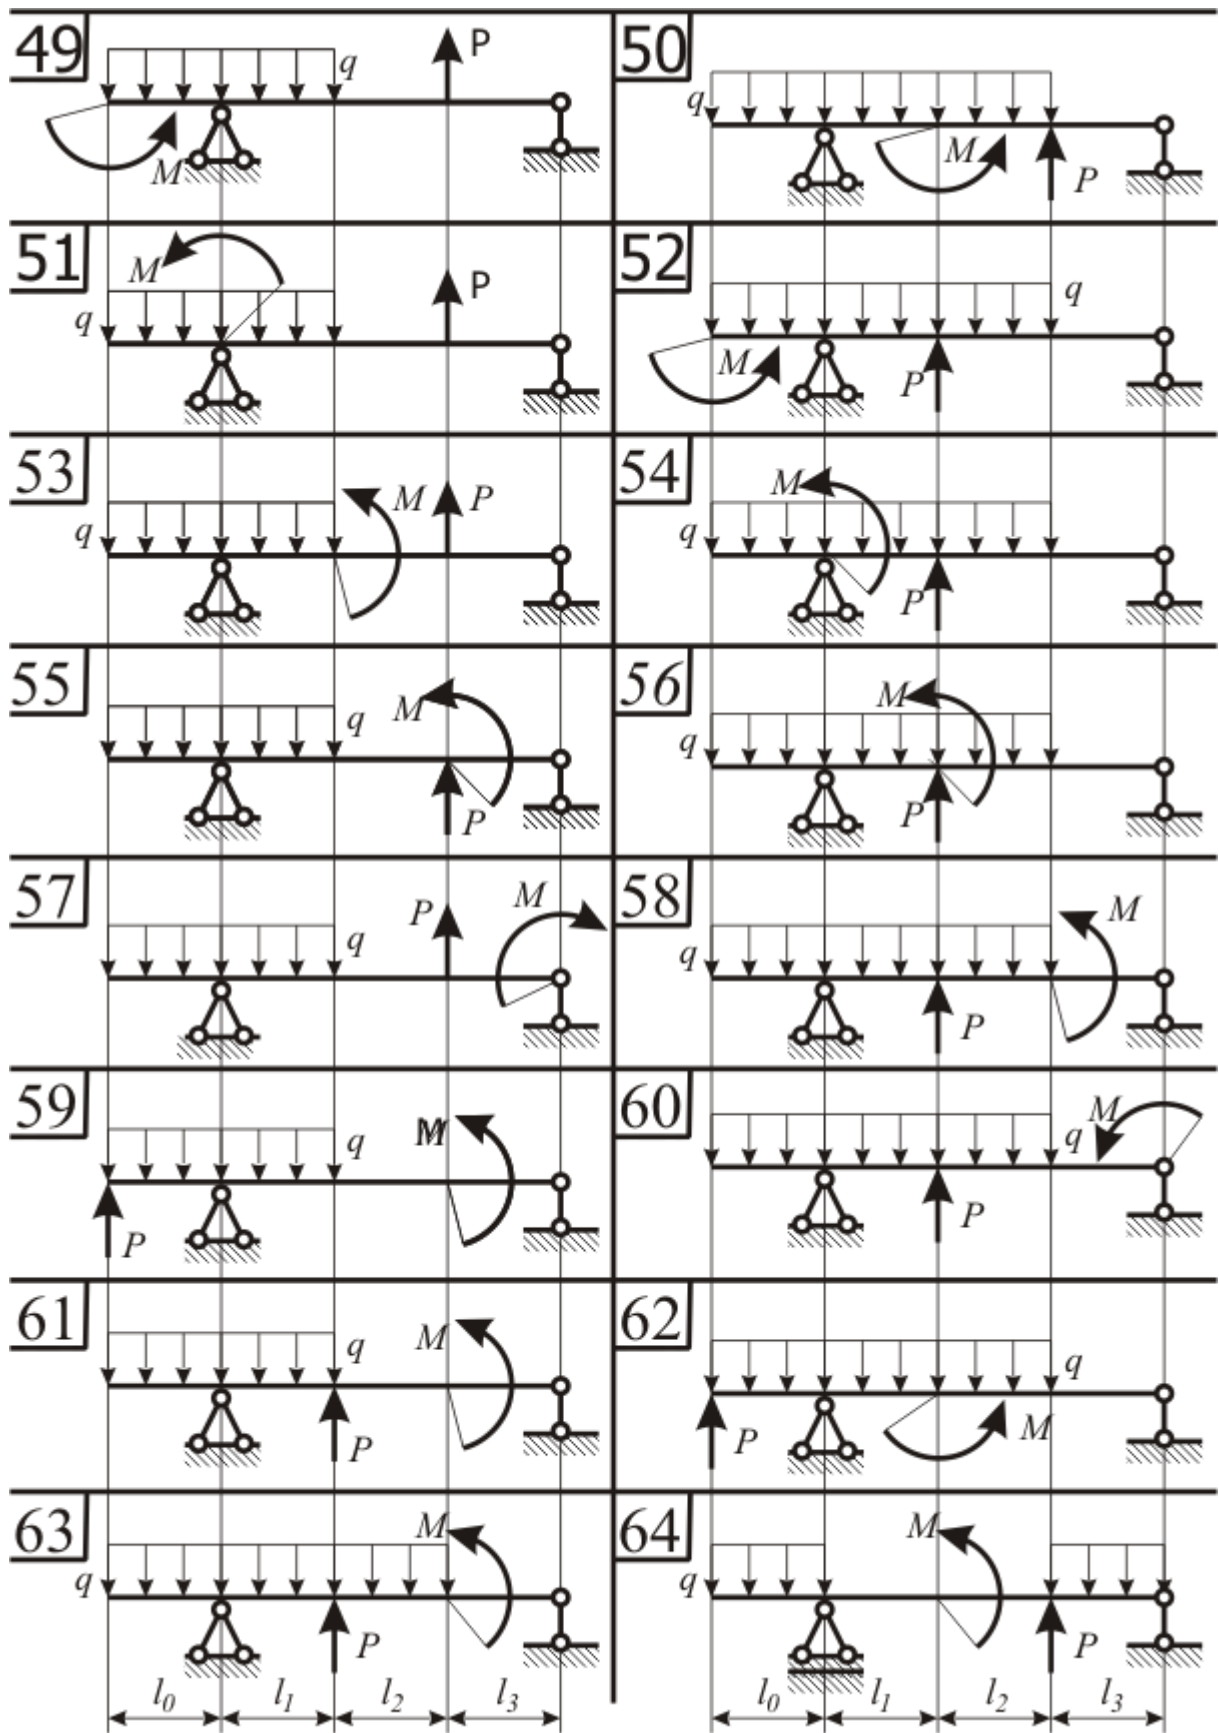 49 q P M
50 q M P
51 M q P
52 q M P
53 q M P
54 M P
55 q M P
56 M q P
57 P M q
58 M q P
59 M q P
60 M q P
61 M q P
62 q P M
63 M q P
64 M q P
l₀ l₁ l₂ l₃ l₀ l₁ l₂ l₃